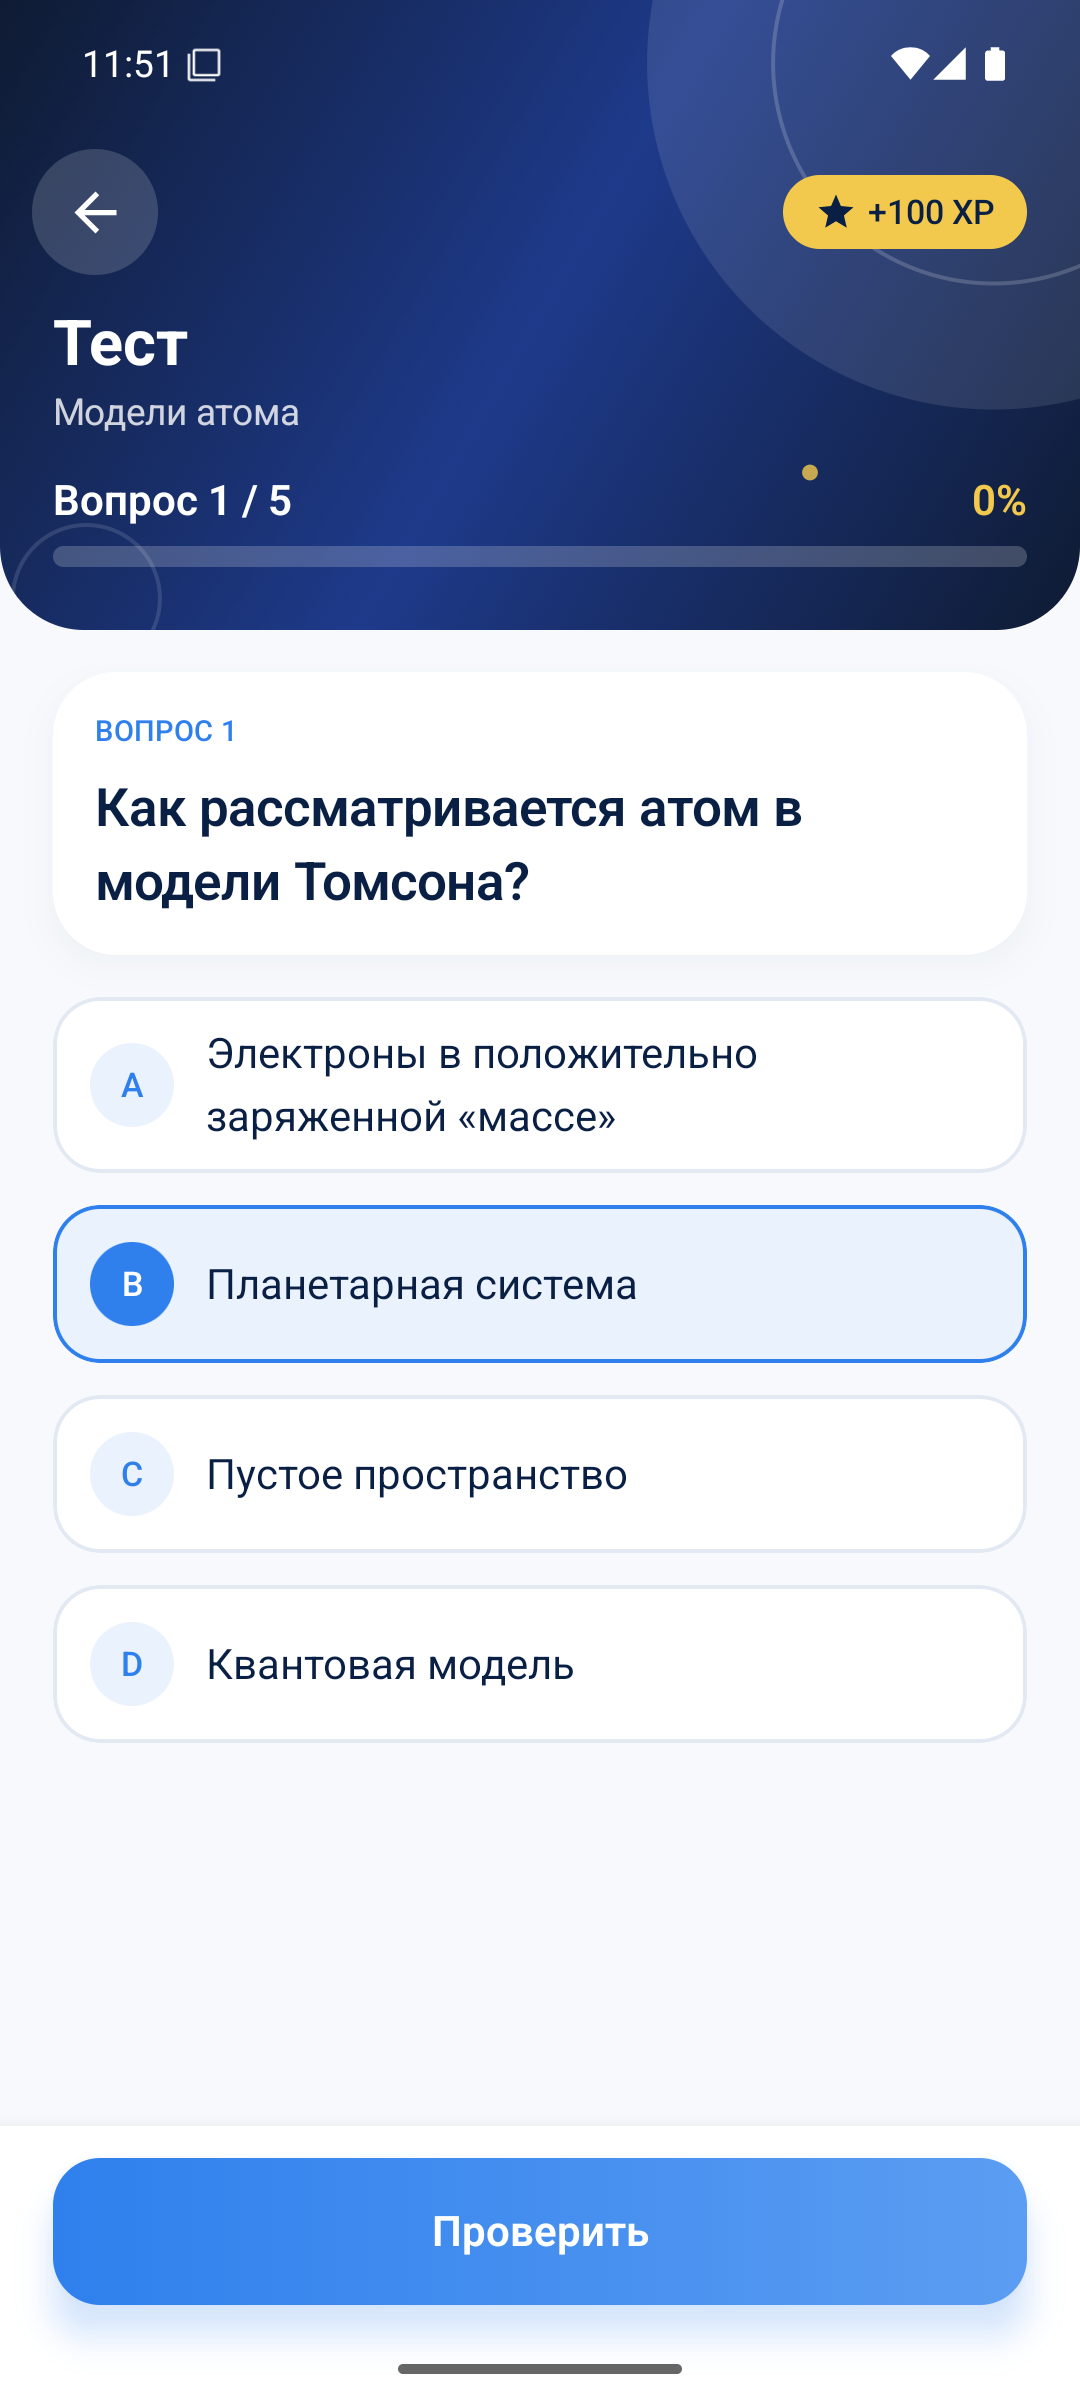 11:51
+100 XP
Тест
Модели атома
Вопрос 1 / 5
0%
ВОПРОС 1
Как рассматривается атом в
модели Томсона?
A
Электроны в положительно
заряженной «массе»
B
Планетарная система
C
Пустое пространство
D
Квантовая модель
Проверить